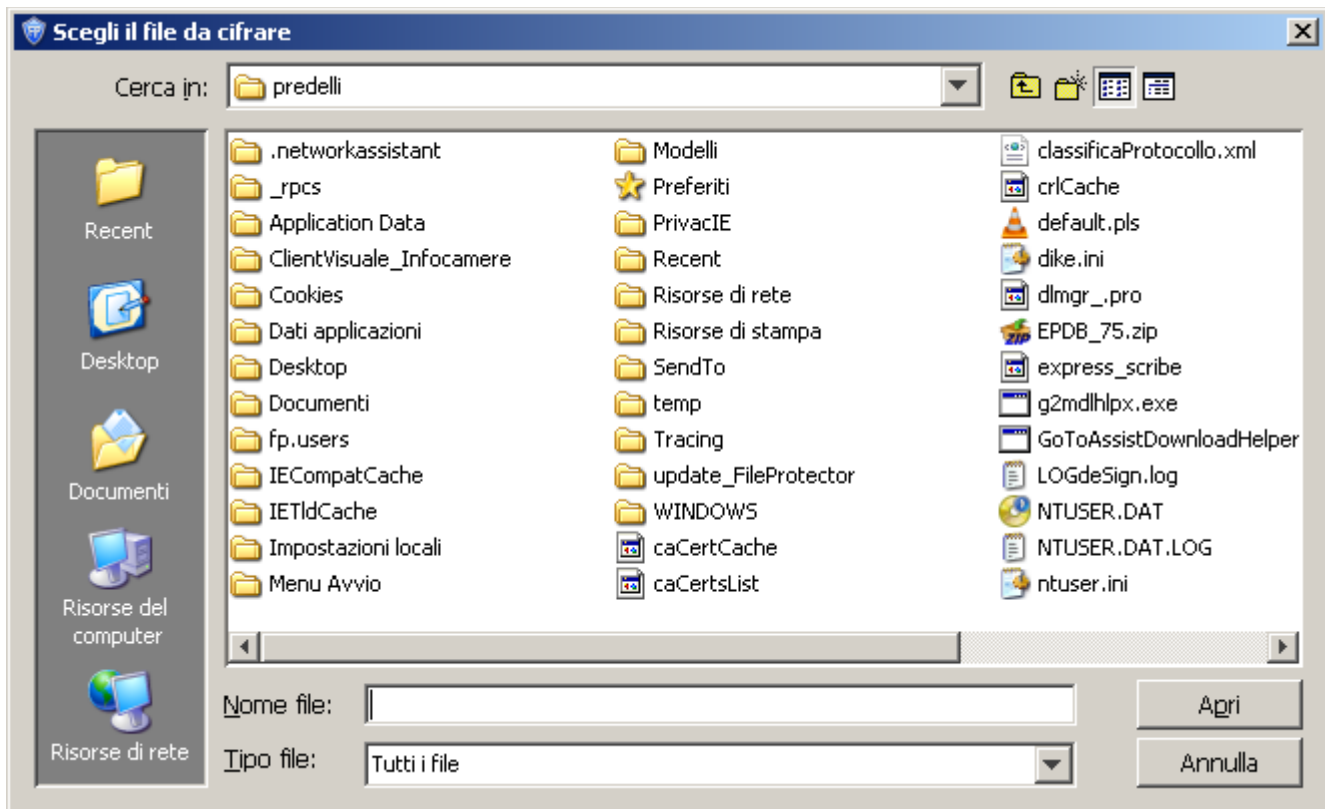 Scegli il file da cifrare
Cerca in:
predelli
Recent
Desktop
Documenti
Risorse del
computer
Risorse di rete
.networkassistant
_rpcs
Application Data
ClientVisuale_Infocamere
Cookies
Dati applicazioni
Desktop
Documenti
fp.users
IECompatCache
IETldCache
Impostazioni locali
Menu Avvio
Modelli
Preferiti
PrivacIE
Recent
Risorse di rete
Risorse di stampa
SendTo
temp
Tracing
update_FileProtector
WINDOWS
caCertCache
caCertsList
classificaProtocollo.xml
crlCache
default.pls
dike.ini
dlmgr_.pro
EPDB_75.zip
express_scribe
g2mdlhlpx.exe
GoToAssistDownloadHelper
LOGdeSign.log
NTUSER.DAT
NTUSER.DAT.LOG
ntuser.ini
Nome file:
Apri
Tipo file:
Tutti i file
Annulla